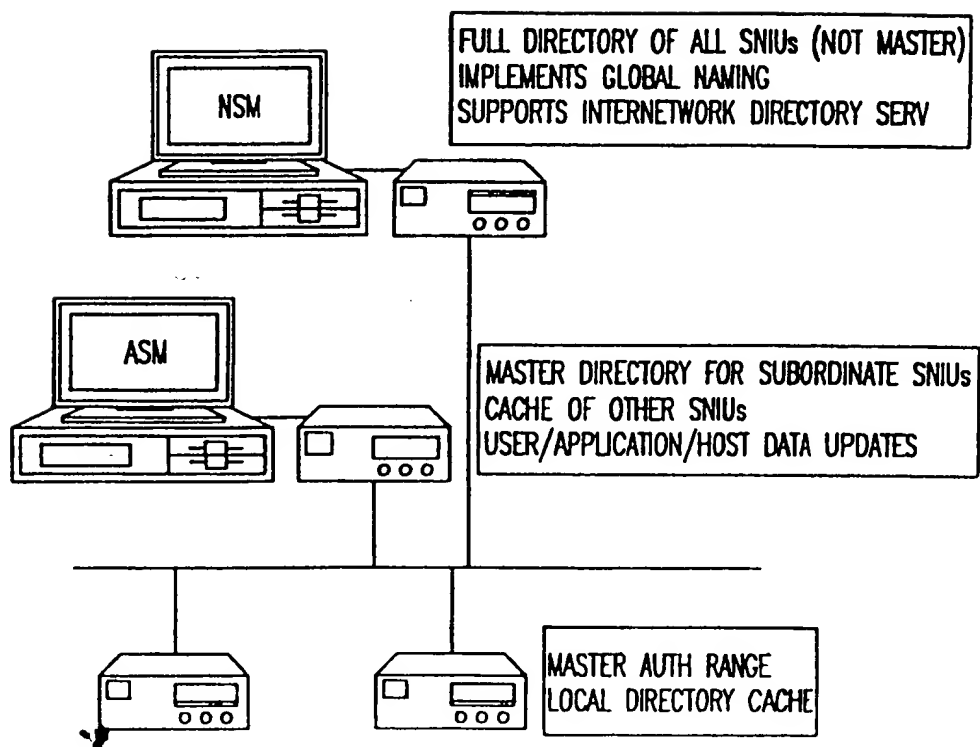 NSM
FULL DIRECTORY OF ALL SNIUs (NOT MASTER)
IMPLEMENTS GLOBAL NAMING
SUPPORTS INTERNETWORK DIRECTORY SERV
ASM
MASTER DIRECTORY FOR SUBORDINATE SNIUs
CACHE OF OTHER SNIUs
USER/APPLICATION/HOST DATA UPDATES
MASTER AUTH RANGE
LOCAL DIRECTORY CACHE